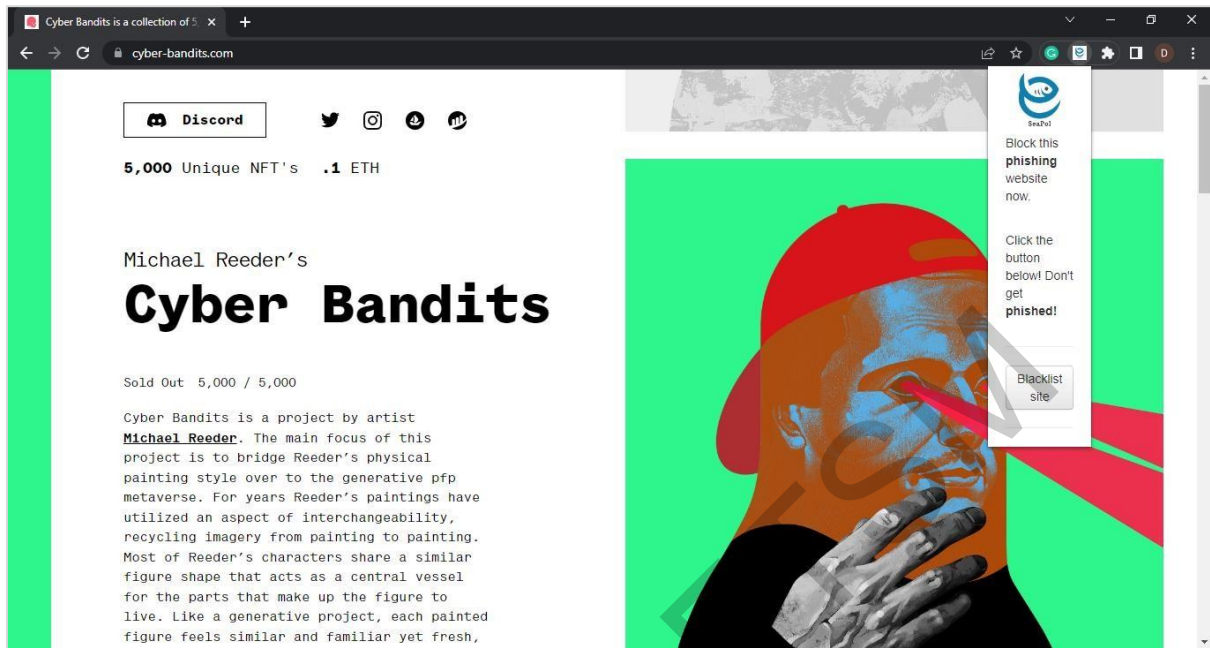 Cyber Bandits is a collection of 5,
cyber-bandits.com
D
Discord
5,000 Unique NFT's .1 ETH
Michael Reeder's
Cyber Bandits
Sold Out 5,000 / 5,000
Cyber Bandits is a project by artist
Michael Reeder. The main focus of this
project is to bridge Reeder's physical
painting style over to the generative pfp
metaverse. For years Reeder's paintings have
utilized an aspect of interchangeability,
recycling imagery from painting to painting.
Most of Reeder's characters share a similar
figure shape that acts as a central vessel
for the parts that make up the figure to
live. Like a generative project, each painted
figure feels similar and familiar yet fresh,
SeaPol
Block this
phishing
website
now.
Click the
button
below! Don't
get
phished!
Blacklist
site